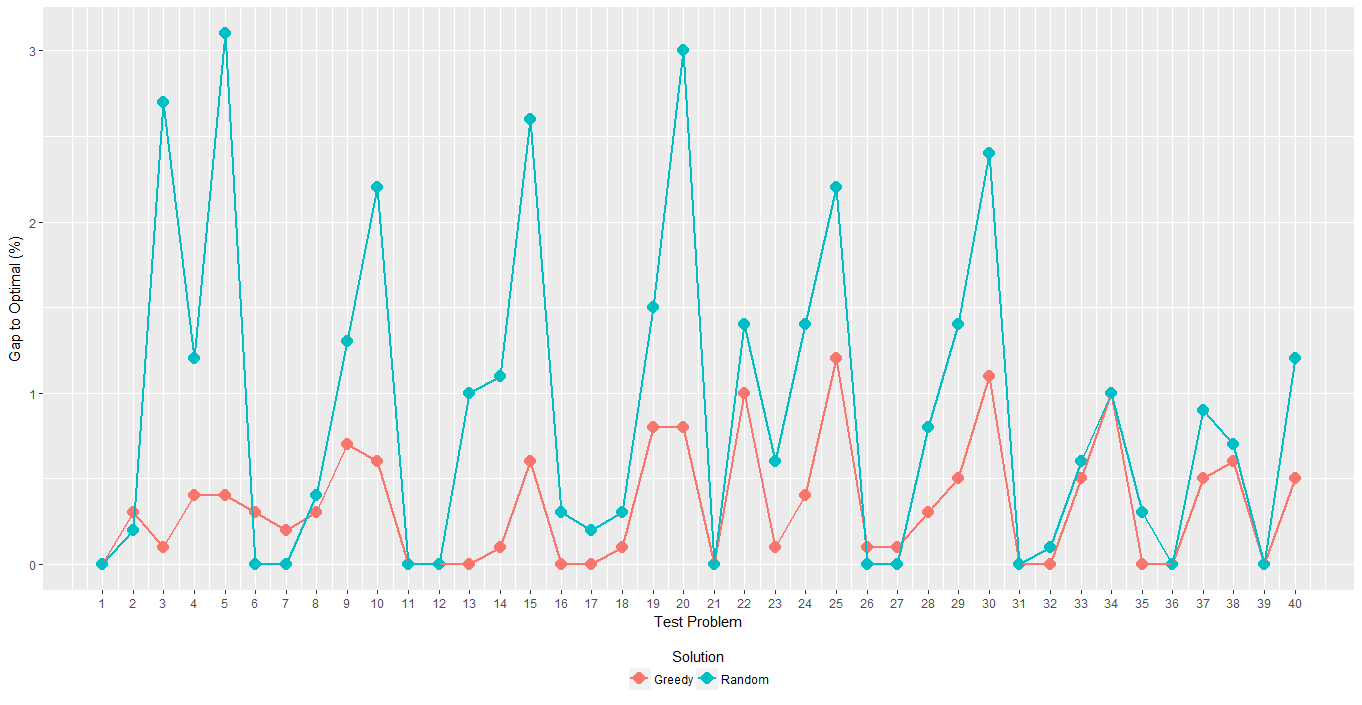 3
2
1
0
Gap to Optimal (%)
1 2 3 4 5 6 7 8 9 10 11 12 13 14 15 16 17 18 19 20 21 22 23 24 25 26 27 28 29 30 31 32 33 34 35 36 37 38 39 40
Test Problem
Solution
Greedy Random